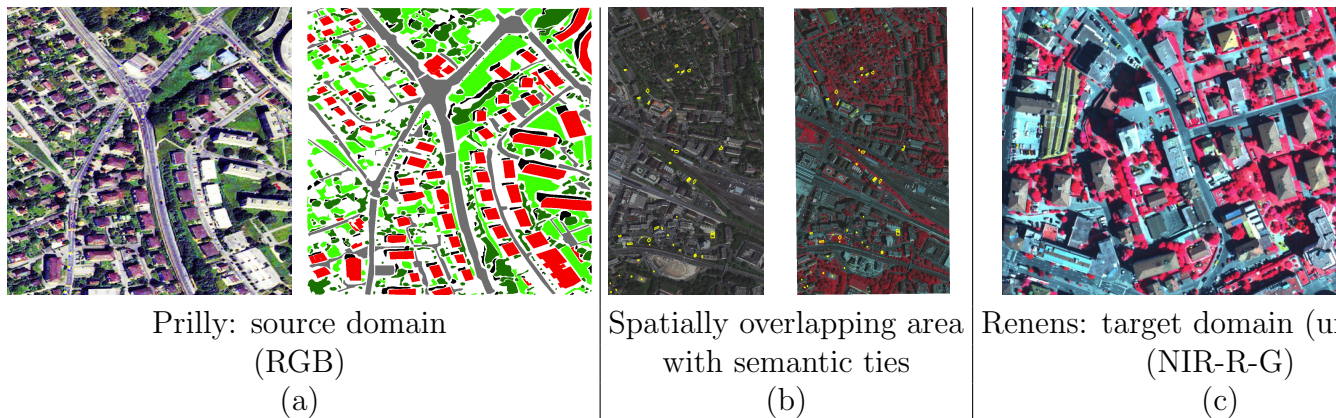 Prilly: source domain
(RGB)
(a)
Spatially overlapping area
with semantic ties
(b)
Renens: target domain
(NIR-R-G)
(c)